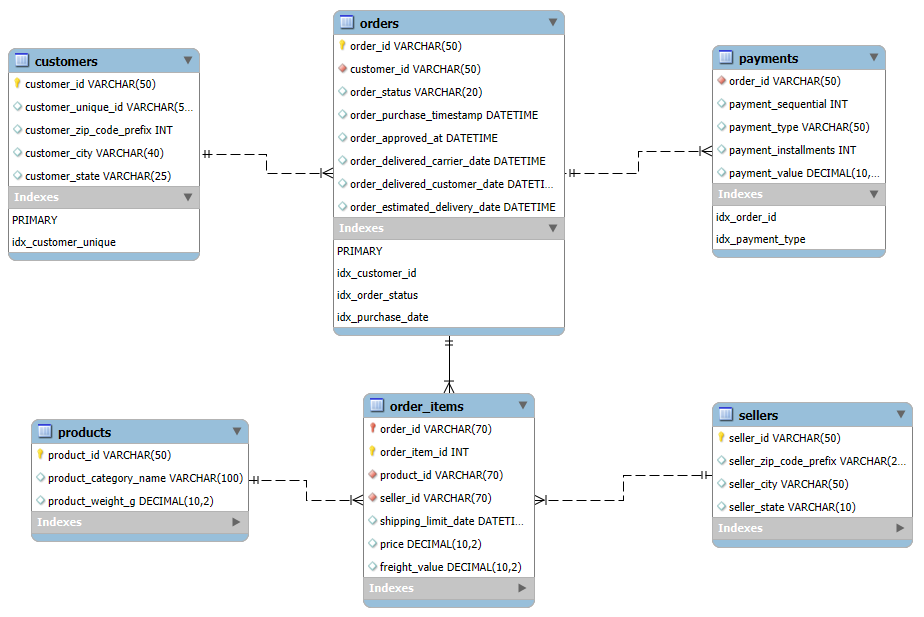 customers
customer_id VARCHAR(50)
customer_unique_id VARCHAR(5...
customer_zip_code_prefix INT
customer_city VARCHAR(40)
customer_state VARCHAR(25)
Indexes
PRIMARY
idx_customer_unique
orders
order_id VARCHAR(50)
customer_id VARCHAR(50)
order_status VARCHAR(20)
order_purchase_timestamp DATETIME
order_approved_at DATETIME
order_delivered_carrier_date DATETIME
order_delivered_customer_date DATETI...
order_estimated_delivery_date DATETIME
Indexes
PRIMARY
idx_customer_id
idx_order_status
idx_purchase_date
payments
order_id VARCHAR(50)
payment_sequential INT
payment_type VARCHAR(50)
payment_installments INT
payment_value DECIMAL(10,...
Indexes
idx_order_id
idx_payment_type
products
product_id VARCHAR(50)
product_category_name VARCHAR(100)
product_weight_g DECIMAL(10,2)
Indexes
order_items
order_id VARCHAR(70)
order_item_id INT
product_id VARCHAR(70)
seller_id VARCHAR(70)
shipping_limit_date DATETI...
price DECIMAL(10,2)
freight_value DECIMAL(10,2)
Indexes
sellers
seller_id VARCHAR(50)
seller_zip_code_prefix VARCHAR(2...
seller_city VARCHAR(50)
seller_state VARCHAR(10)
Indexes